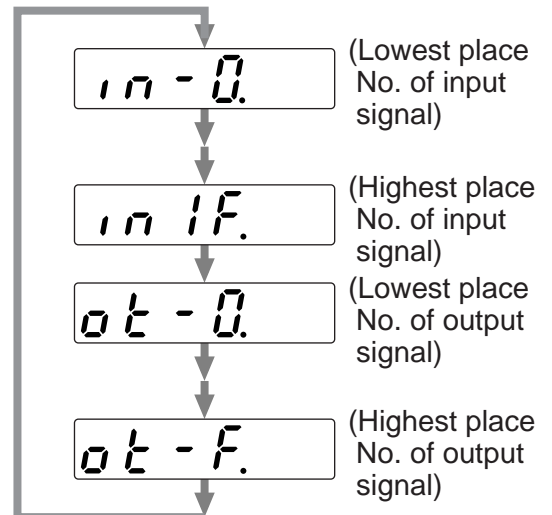 in-0.
(Lowest place
No. of input
signal)
in1F.
(Highest place
No. of input
signal)
ot-0.
(Lowest place
No. of output
signal)
ot-F.
(Highest place
No. of output
signal)